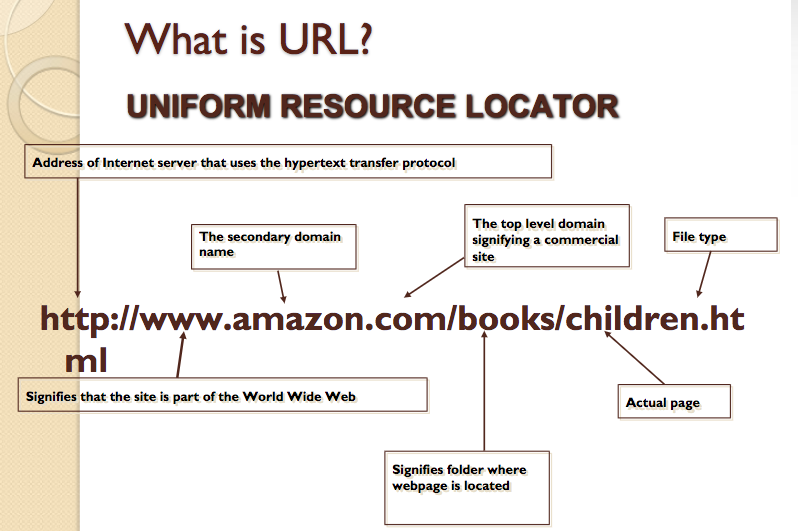 What is URL?
UNIFORM RESOURCE LOCATOR
Address of Internet server that uses the hypertext transfer protocol
The secondary domain
name
The top level domain
signifying a commercial
site
File type
http://www.amazon.com/books/children.ht
ml
Signifies that the site is part of the World Wide Web
Actual page
Signifies folder where
webpage is located